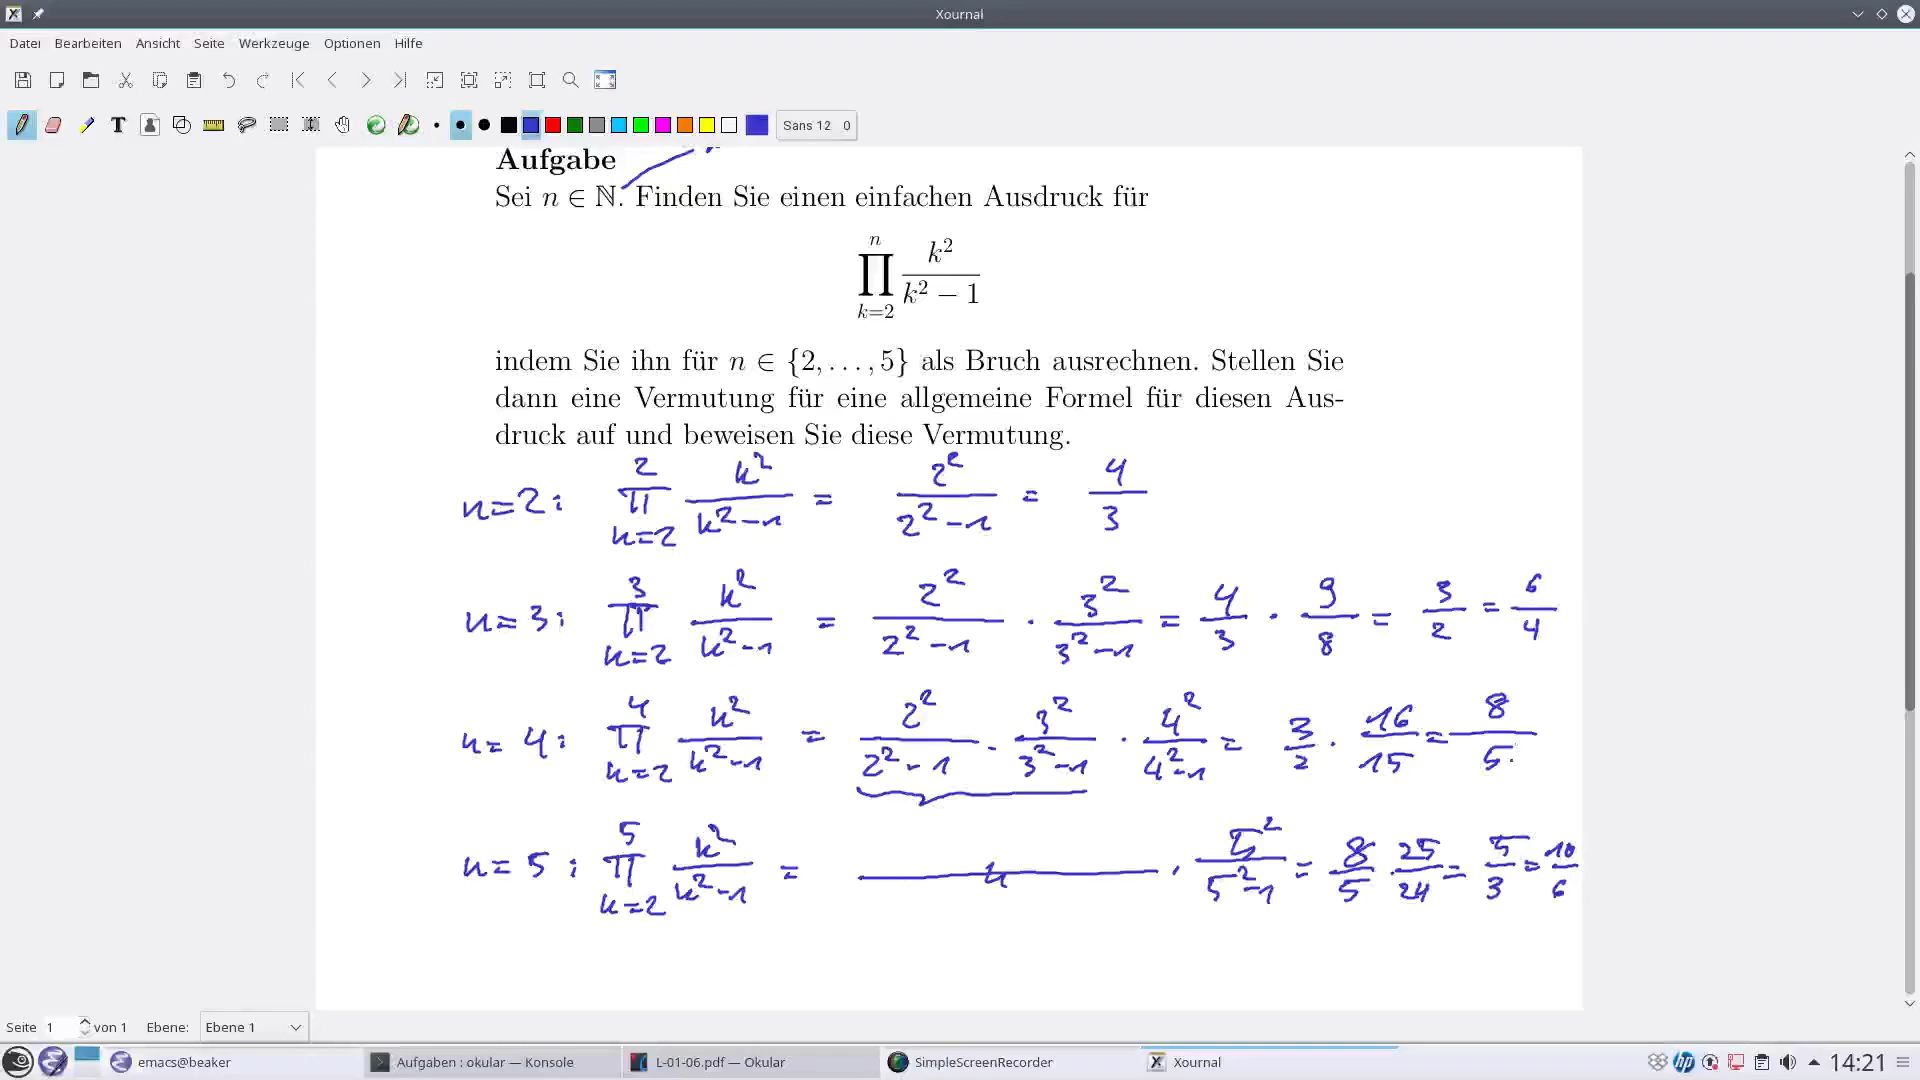 Xournal
Datei Bearbeiten Ansicht Seite Werkzeuge Optionen Hilfe
Sans 12 0
Aufgabe
Sei n ∈ ℕ. Finden Sie einen einfachen Ausdruck für
∏_{k=2}^{n} k²/(k² − 1)
indem Sie ihn für n ∈ {2, . . . , 5} als Bruch ausrechnen. Stellen Sie
dann eine Vermutung für eine allgemeine Formel für diesen Aus-
druck auf und beweisen Sie diese Vermutung.
n=2: ∏_{k=2}^{2} k²/(k²-1) = 2²/(2²-1) = 4/3
n=3: ∏_{k=2}^{3} k²/(k²-1) = 2²/(2²-1) · 3²/(3²-1) = 4/3 · 9/8 = 3/2 = 6/4
n=4: ∏_{k=2}^{4} k²/(k²-1) = 2²/(2²-1) · 3²/(3²-1) · 4²/(4²-1) = 3/2 · 16/15 = 8/5
n=5: ∏_{k=2}^{5} k²/(k²-1) = —〃— · 5²/(5²-1) = 8/5 · 25/24 = 5/3 = 10/6
Seite 1 von 1 Ebene: Ebene 1
emacs@beaker Aufgaben : okular — Konsole L-01-06.pdf — Okular SimpleScreenRecorder Xournal hp 14:21